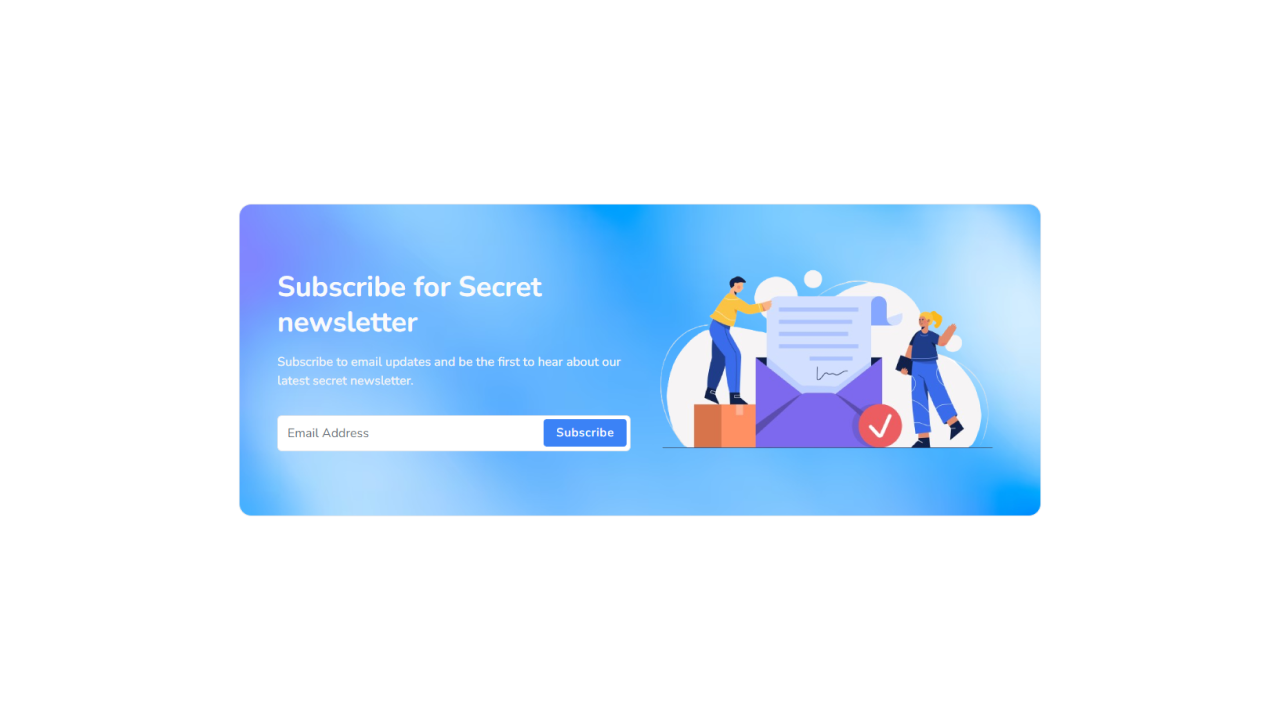 Subscribe for Secret
newsletter
Subscribe to email updates and be the first to hear about our
latest secret newsletter.
Email Address
Subscribe